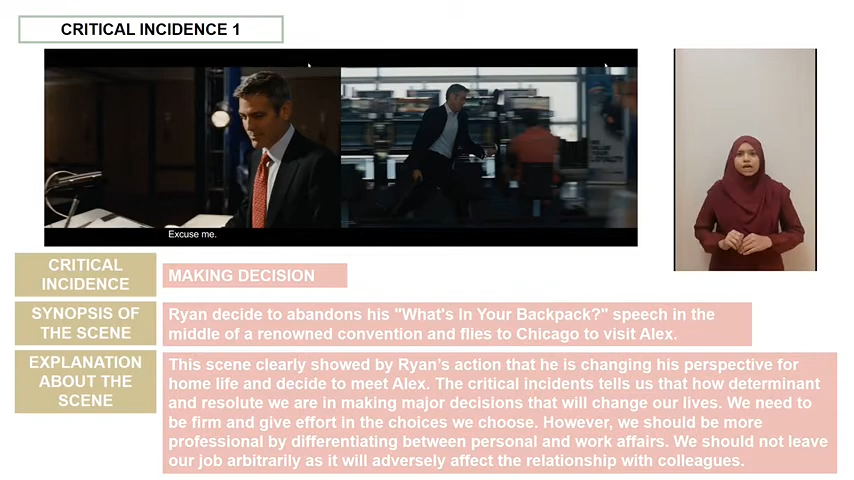 CRITICAL INCIDENCE 1
WE VALUE YOUR LOYALTY
Excuse me.
CRITICAL INCIDENCE
MAKING DECISION
SYNOPSIS OF THE SCENE
Ryan decide to abandons his "What's In Your Backpack?" speech in the
middle of a renowned convention and flies to Chicago to visit Alex.
EXPLANATION ABOUT THE SCENE
This scene clearly showed by Ryan's action that he is changing his perspective for
home life and decide to meet Alex. The critical incidents tells us that how determinant
and resolute we are in making major decisions that will change our lives. We need to
be firm and give effort in the choices we choose. However, we should be more
professional by differentiating between personal and work affairs. We should not leave
our job arbitrarily as it will adversely affect the relationship with colleagues.